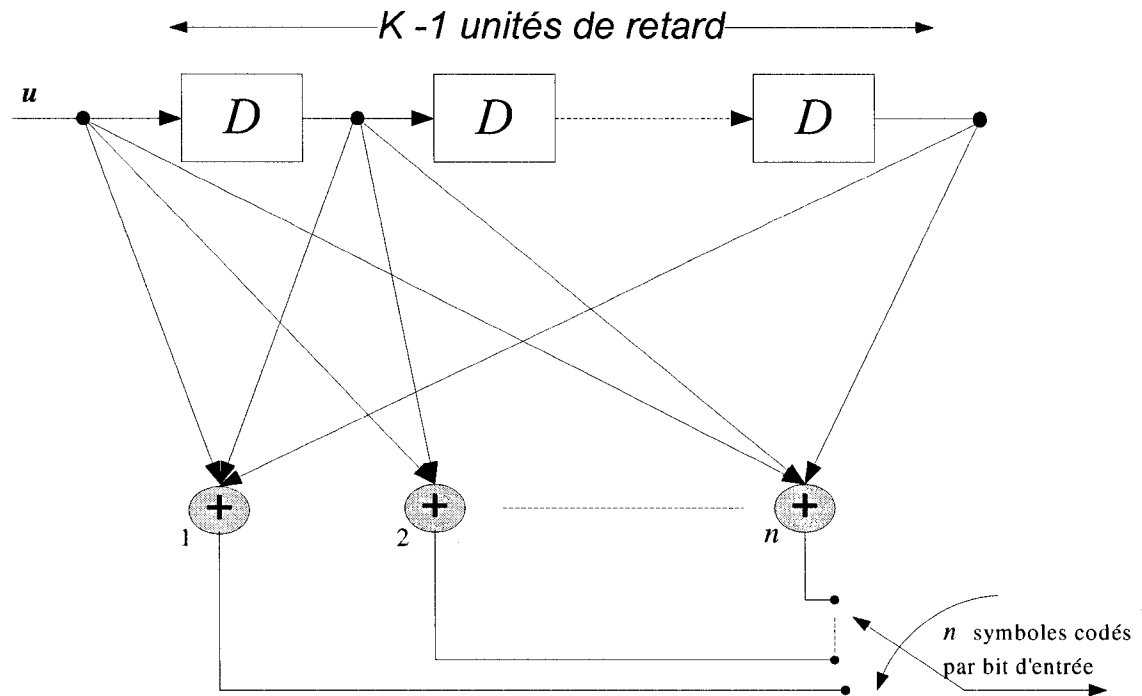 K -1 unités de retard
u
D D D
+ + +
1 2 n
n symboles codés
par bit d'entrée